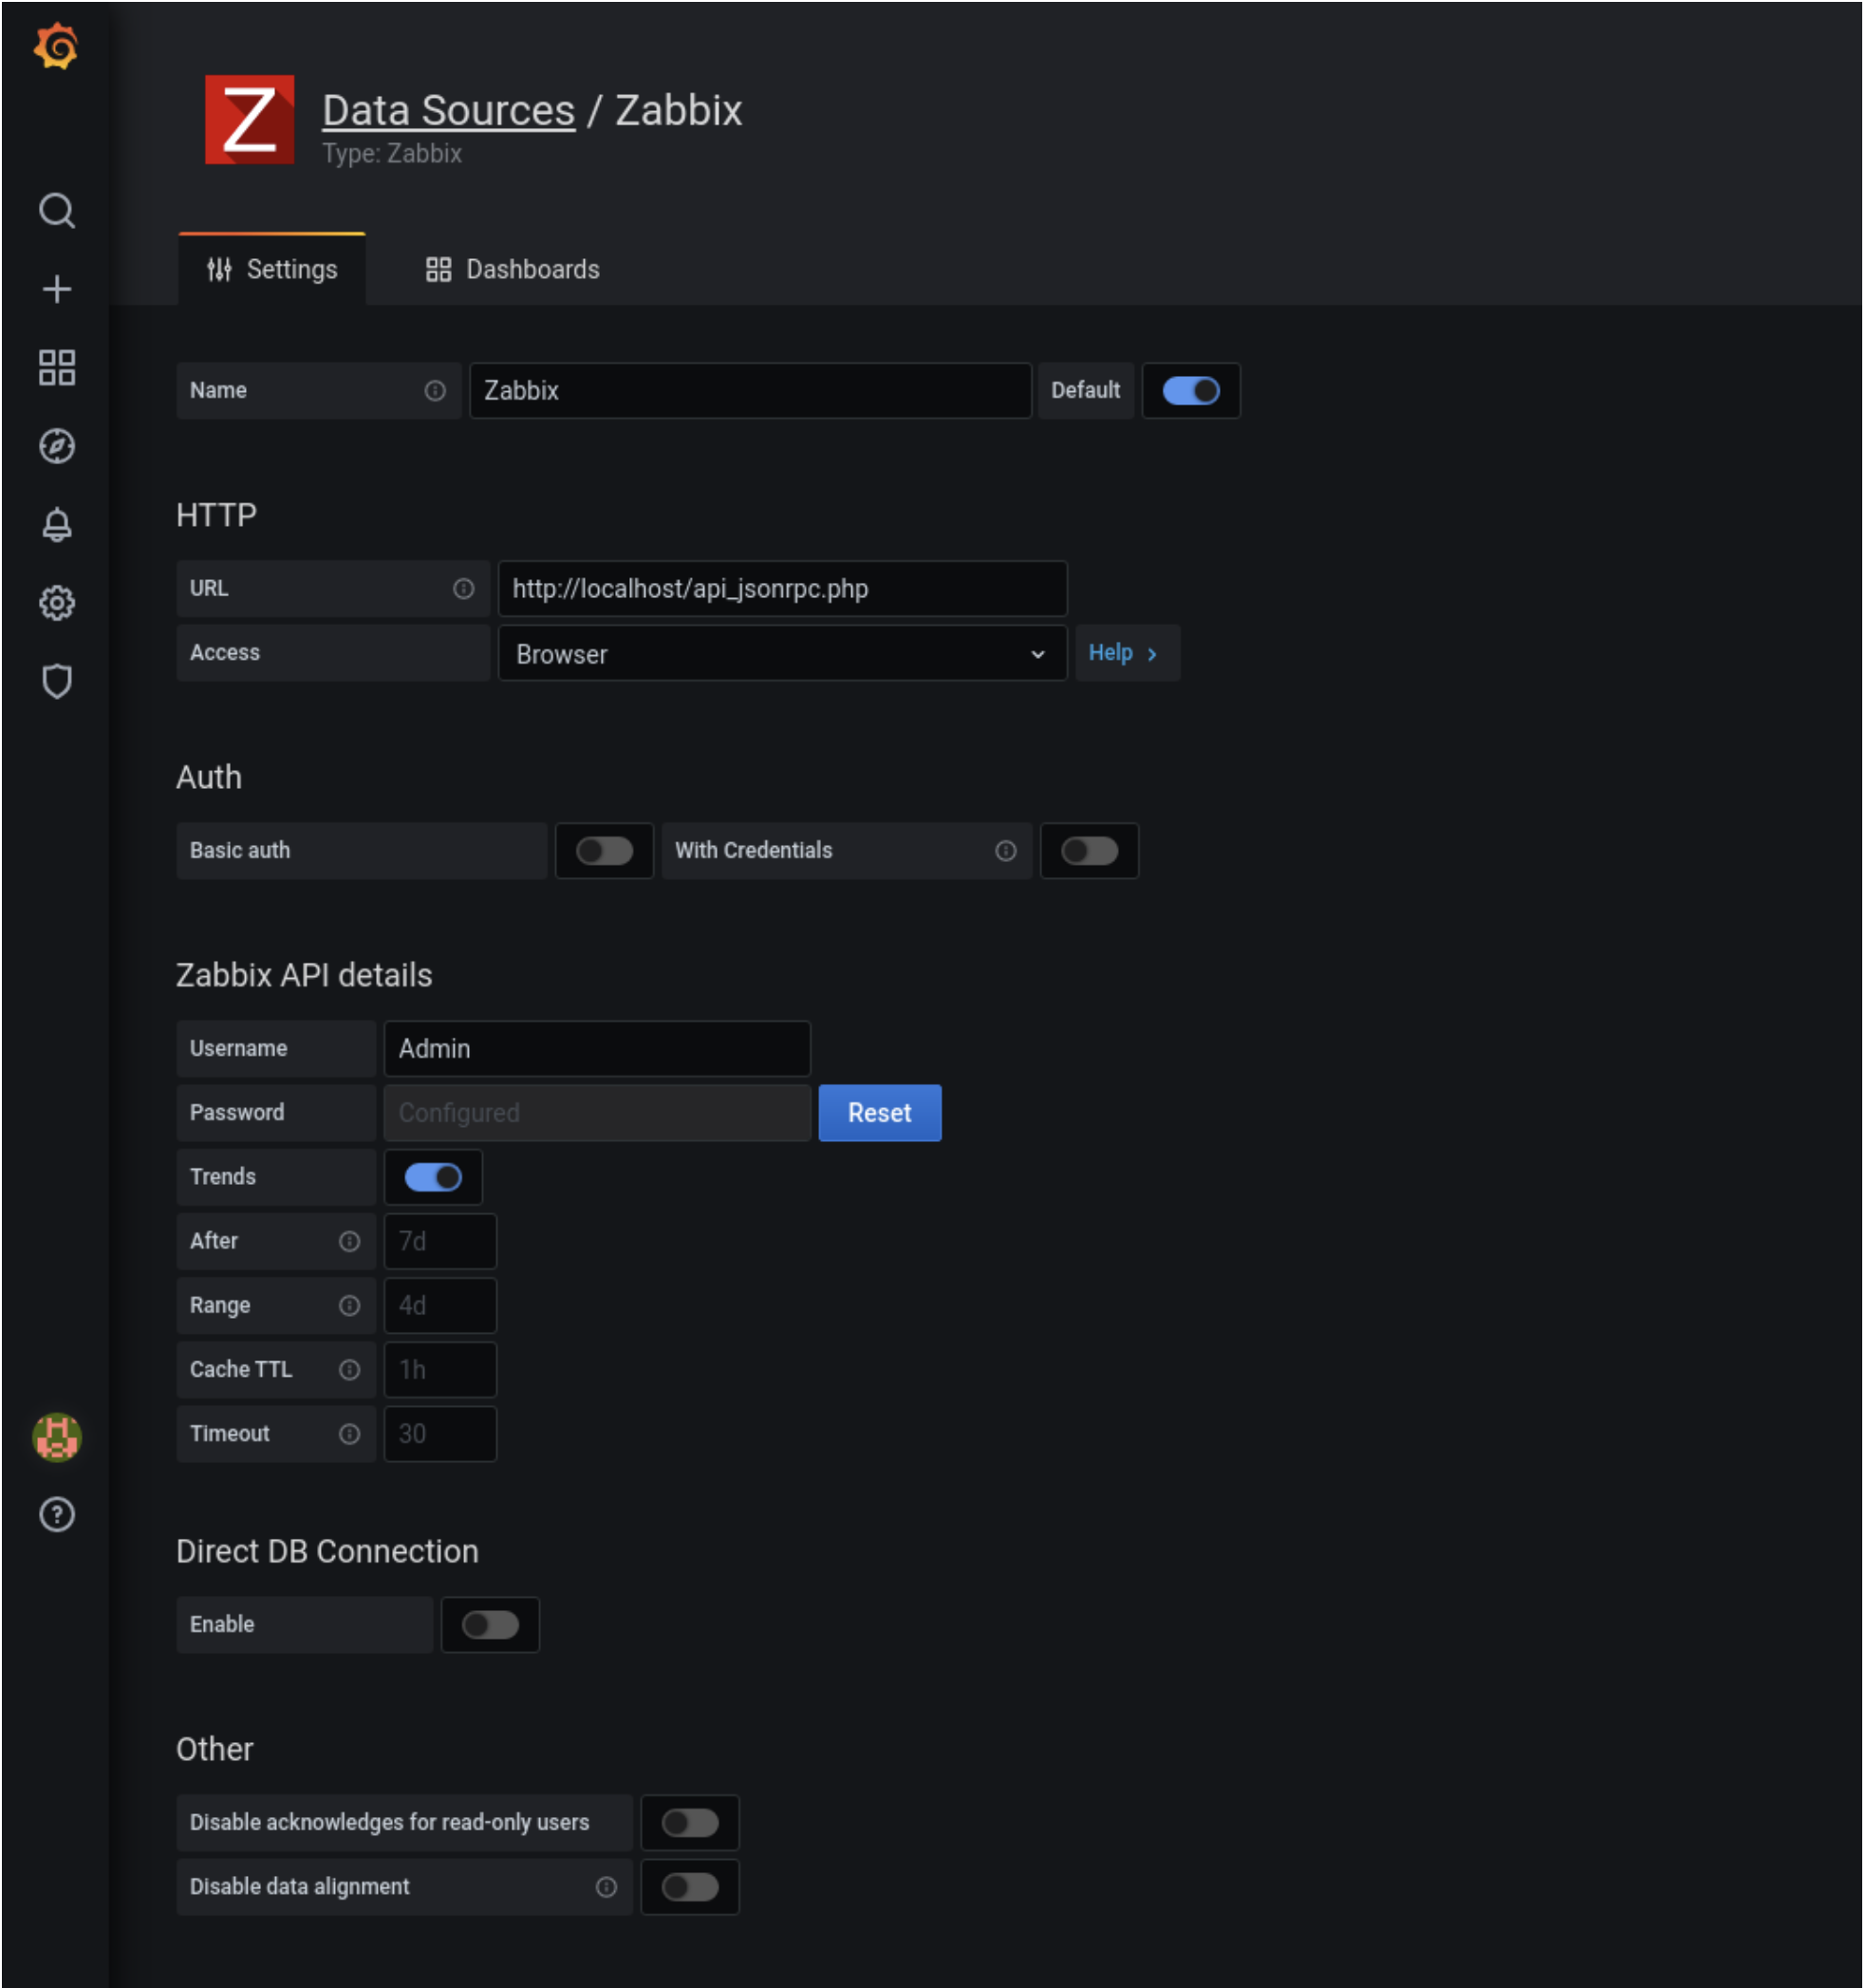 Z
Data Sources / Zabbix
Type: Zabbix
Settings Dashboards
Name Zabbix Default
HTTP
URL http://localhost/api_jsonrpc.php
Access Browser Help >
Auth
Basic auth With Credentials
Zabbix API details
Username Admin
Password Configured Reset
Trends
After 7d
Range 4d
Cache TTL 1h
Timeout 30
Direct DB Connection
Enable
Other
Disable acknowledges for read-only users
Disable data alignment